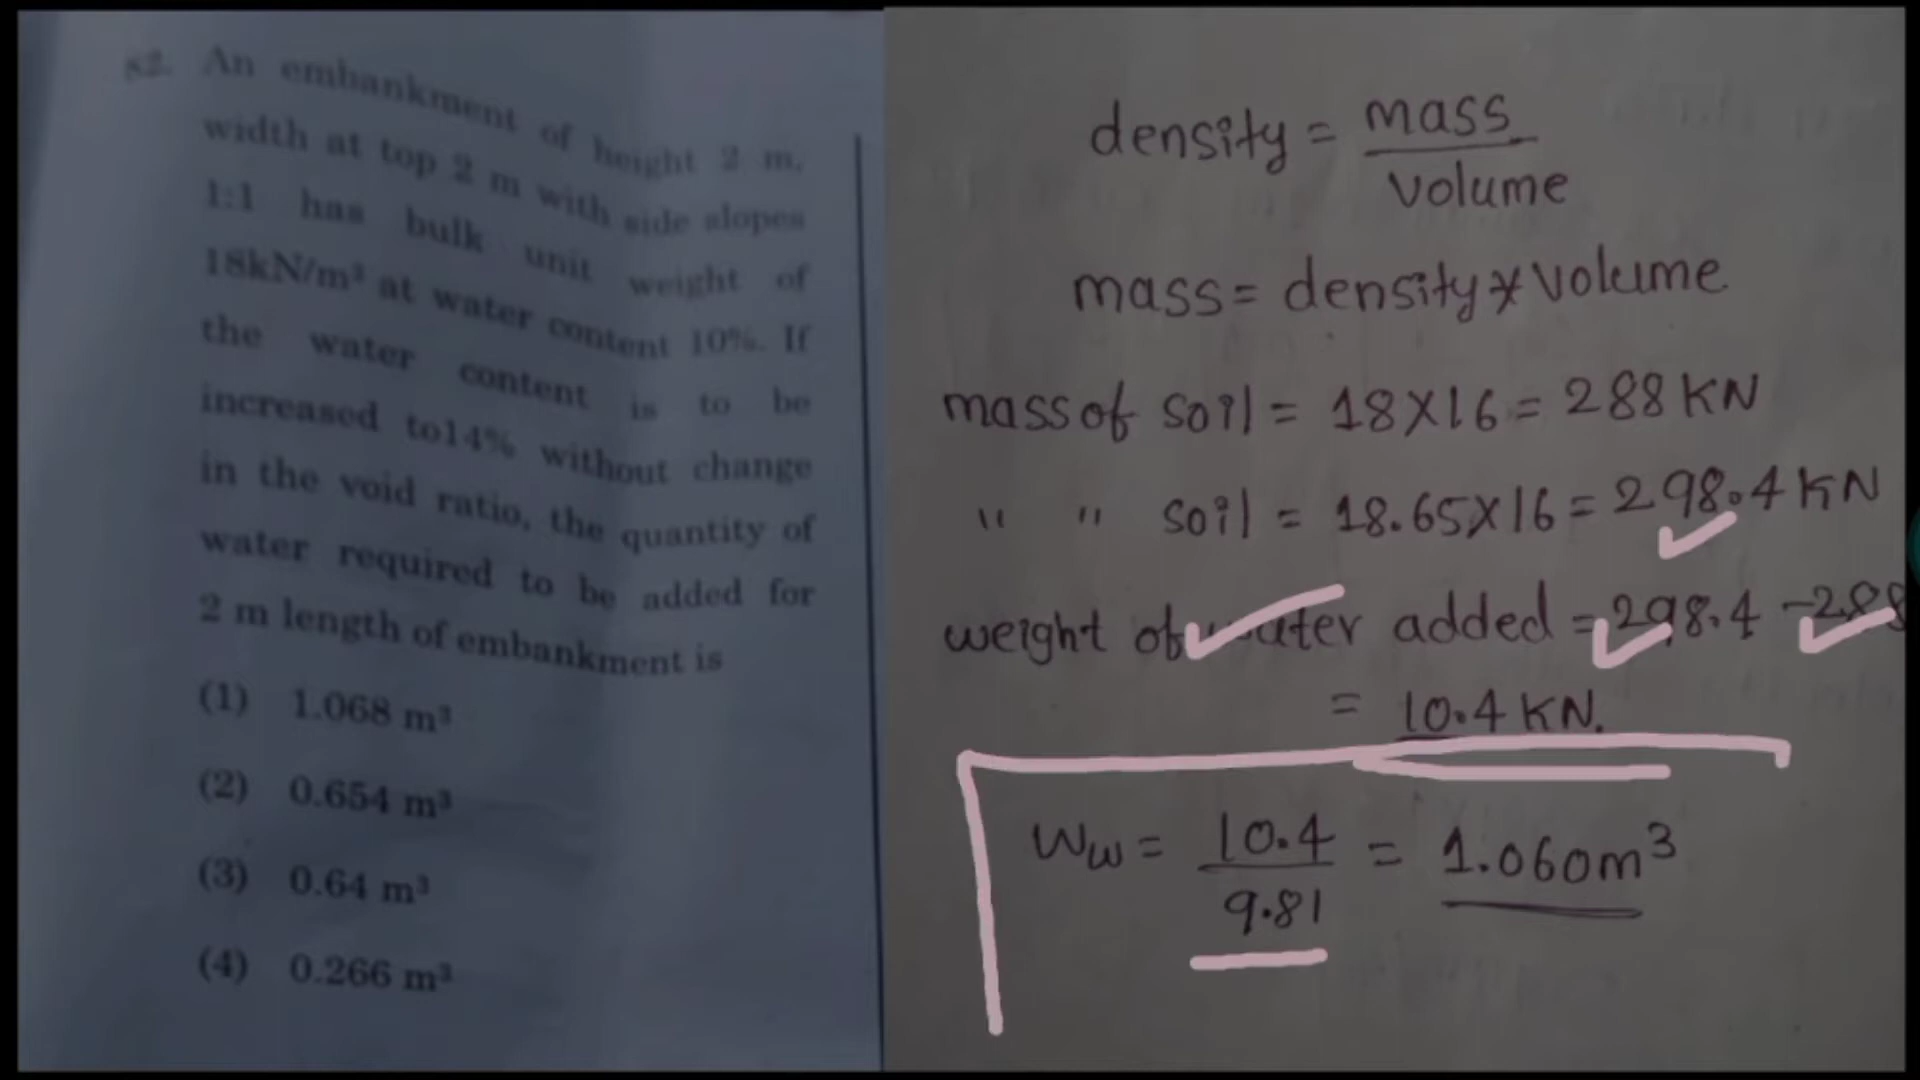 82. An embankment of height 2 m,
width at top 2 m with side slopes
1:1 has bulk unit weight of
18kN/m³ at water content 10%. If
the water content is to be
increased to14% without change
in the void ratio, the quantity of
water required to be added for
2 m length of embankment is
(1) 1.068 m³
(2) 0.654 m³
(3) 0.64 m³
(4) 0.266 m³
density = mass
volume
mass = density * volume
mass of soil = 18X16 = 288 KN
" " soil = 18.65X16 = 298.4 KN
weight of water added = 298.4 - 288
= 10.4 KN.
Ww = 10.4 = 1.060m³
9.81